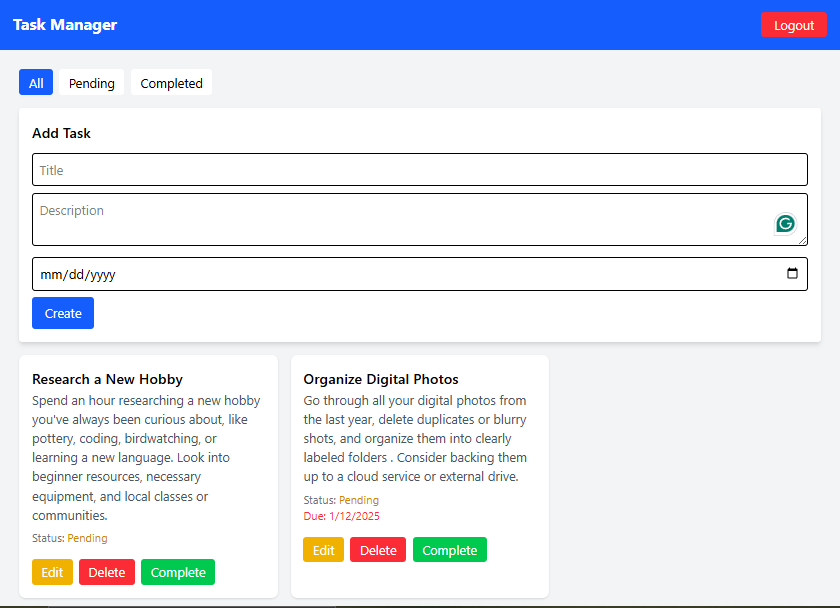 Task Manager
Logout
All
Pending
Completed
Add Task
Title
Description
mm/dd/yyyy
Create
Research a New Hobby
Spend an hour researching a new hobby
you've always been curious about, like
pottery, coding, birdwatching, or
learning a new language. Look into
beginner resources, necessary
equipment, and local classes or
communities.
Status: Pending
Edit
Delete
Complete
Organize Digital Photos
Go through all your digital photos from
the last year, delete duplicates or blurry
shots, and organize them into clearly
labeled folders . Consider backing them
up to a cloud service or external drive.
Status: Pending
Due: 1/12/2025
Edit
Delete
Complete